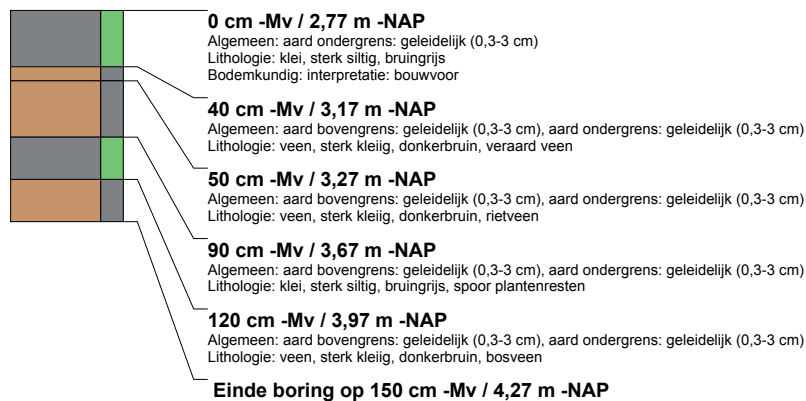 0 cm -Mv / 2,77 m -NAP
Algemeen: aard ondergrens: geleidelijk (0,3-3 cm)
Lithologie: klei, sterk siltig, bruingrijs
Bodemkundig: interpretatie: bouwvoor
40 cm -Mv / 3,17 m -NAP
Algemeen: aard bovengrens: geleidelijk (0,3-3 cm), aard ondergrens: geleidelijk (0,3-3 cm)
Lithologie: veen, sterk kleiig, donkerbruin, veraard veen
50 cm -Mv / 3,27 m -NAP
Algemeen: aard bovengrens: geleidelijk (0,3-3 cm), aard ondergrens: geleidelijk (0,3-3 cm)
Lithologie: veen, sterk kleiig, donkerbruin, rietveen
90 cm -Mv / 3,67 m -NAP
Algemeen: aard bovengrens: geleidelijk (0,3-3 cm), aard ondergrens: geleidelijk (0,3-3 cm)
Lithologie: klei, sterk siltig, bruingrijs, spoor plantenresten
120 cm -Mv / 3,97 m -NAP
Algemeen: aard bovengrens: geleidelijk (0,3-3 cm), aard ondergrens: geleidelijk (0,3-3 cm)
Lithologie: veen, sterk kleiig, donkerbruin, bosveen
Einde boring op 150 cm -Mv / 4,27 m -NAP